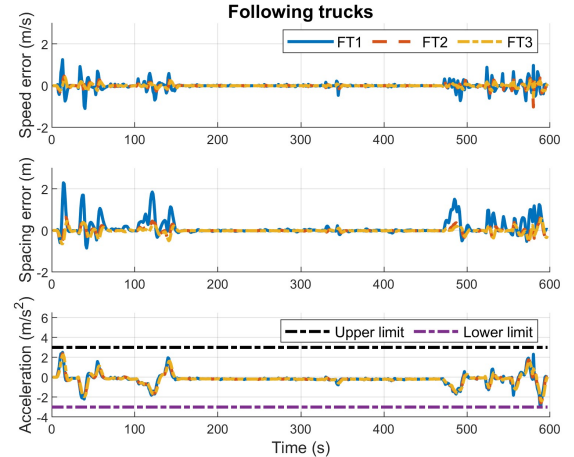 Following trucks
Speed error (m/s)
2
0
-2
FT1 FT2 FT3
0 100 200 300 400 500 600
Spacing error (m)
2
0
-2
0 100 200 300 400 500 600
Acceleration (m/s²)
6
4
2
0
-2
-4
Upper limit Lower limit
0 100 200 300 400 500 600
Time (s)